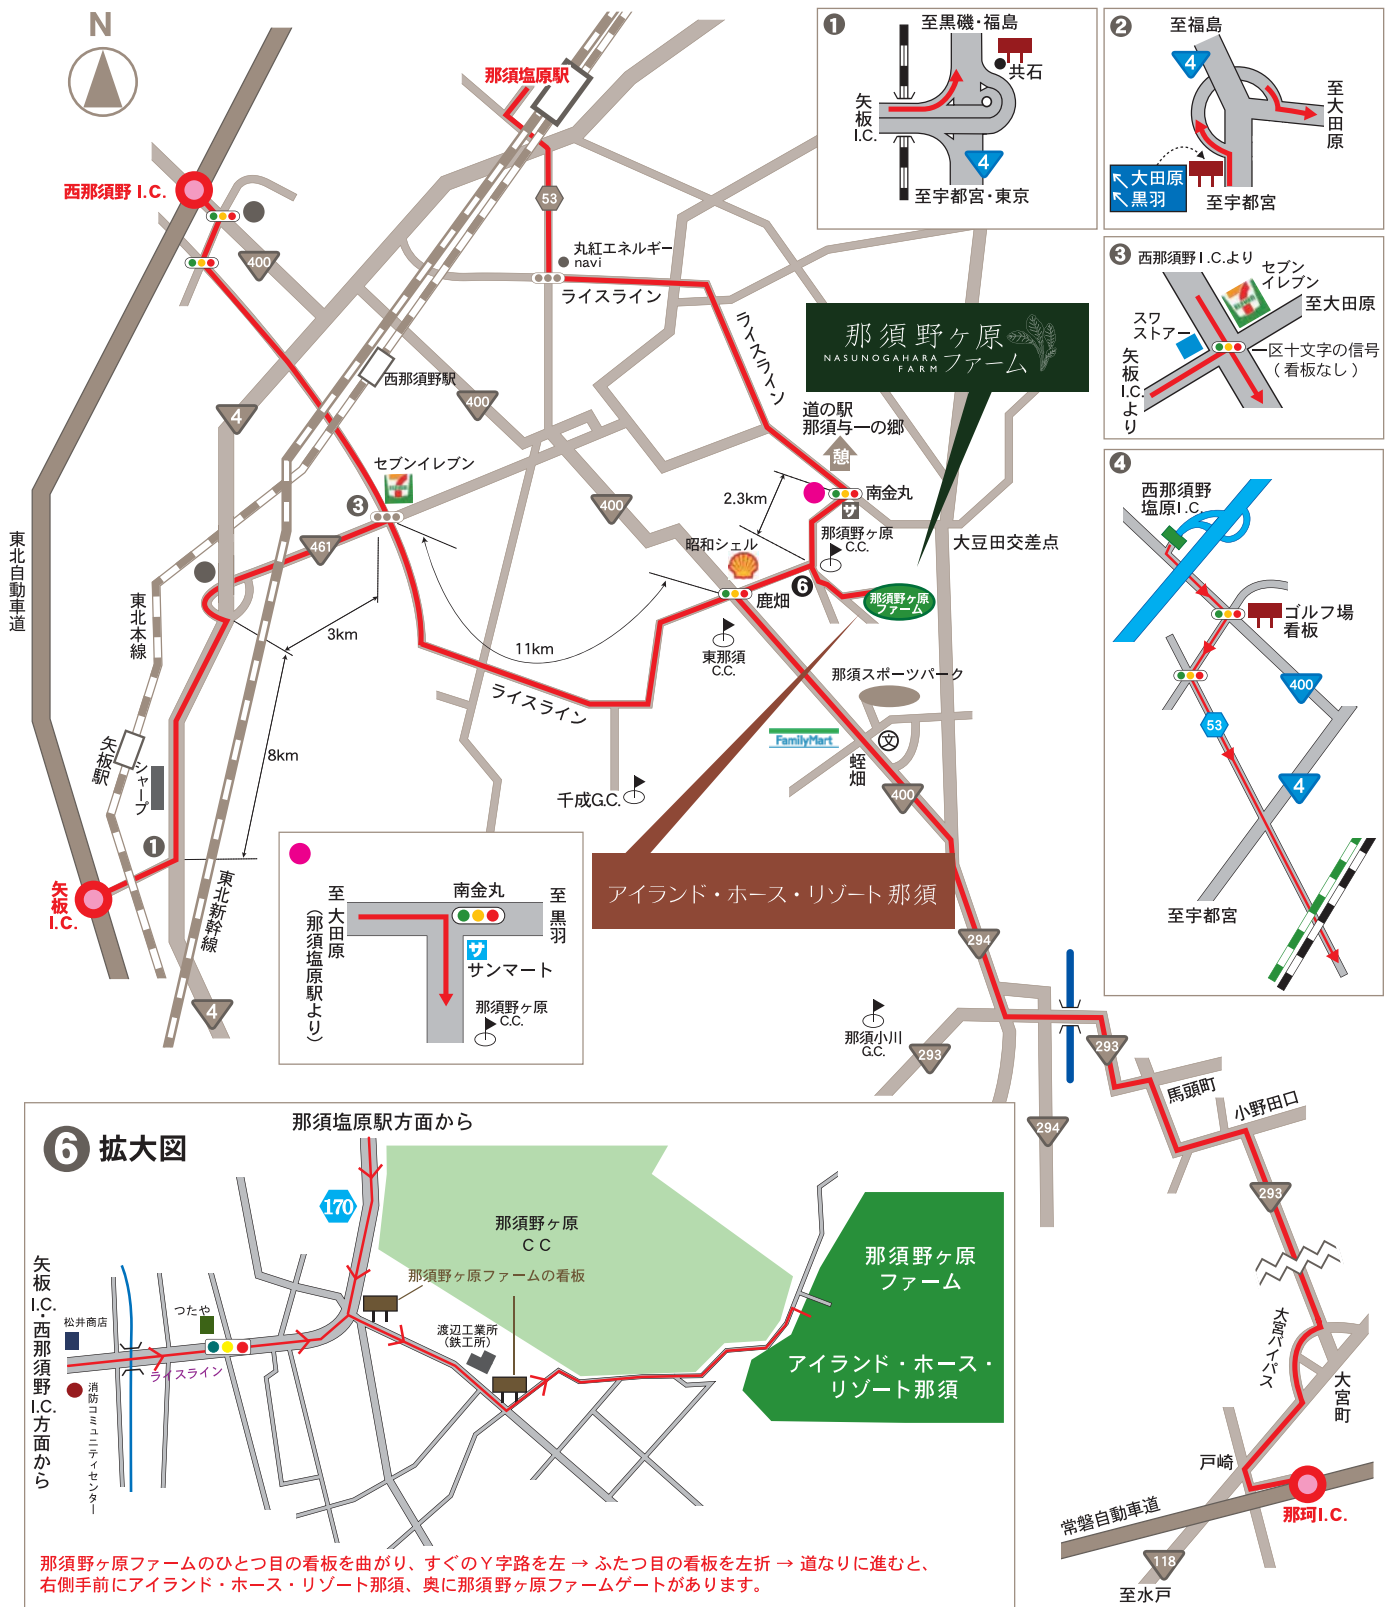 N
那須塩原駅
西那須野 I.C.
400
53
丸紅エネルギー
navi
ライスライン
ライスライン
那須野ヶ原
NASUNOGAHARA
FARM
ファーム
西那須野駅
4
400
道の駅
那須与一の郷
憩
セブンイレブン
7
ELEVEN
3
461
400
2.3km
南金丸
サ
那須野ヶ原
C.C.
大豆田交差点
昭和シェル
6
鹿畑
那須野ヶ原
ファーム
東北自動車道
東北本線
3km
11km
東那須
C.C.
那須スポーツパーク
ライスライン
FamilyMart
文
蛭畑
400
矢板駅
シャープ
8km
千成G.C.
1
矢板
I.C.
東北新幹線
4
アイランド・ホース・リゾート 那須
294
那須小川
G.C.
293
293
294
馬頭町
小野田口
293
大宮バイパス
大宮町
戸崎
那珂I.C.
常磐自動車道
118
至水戸
1
至黒磯・福島
共石
矢板I.C.
4
至宇都宮・東京
2
至福島
4
至大田原
大田原
黒羽
至宇都宮
3
西那須野I.C.より
セブン
イレブン
7
ELEVEN
至大田原
スワ
ストアー
区十文字の信号
(看板なし)
矢板I.C.より
4
西那須野
塩原I.C.
ゴルフ場
看板
400
53
4
至宇都宮
至大田原
(那須塩原駅より)
南金丸
至黒羽
サ
サンマート
那須野ヶ原
C.C.
6 拡大図
那須塩原駅方面から
170
那須野ヶ原
C C
那須野ヶ原ファームの看板
那須野ヶ原
ファーム
矢板I.C.・西那須野I.C.方面から
松井商店
つたや
渡辺工業所
(鉄工所)
ライスライン
消防コミュニティセンター
アイランド・ホース・
リゾート那須
那須野ヶ原ファームのひとつ目の看板を曲がり、すぐのY字路を左 → ふたつ目の看板を左折 → 道なりに進むと、
右側手前にアイランド・ホース・リゾート那須、奥に那須野ヶ原ファームゲートがあります。